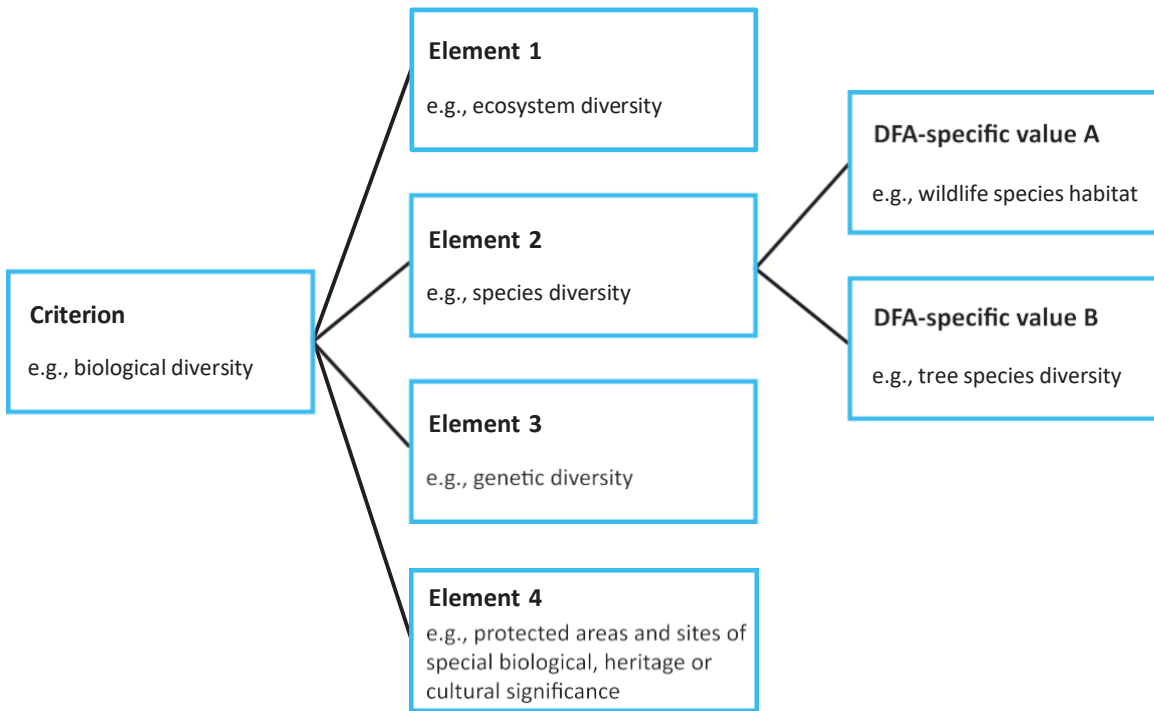 Criterion
e.g., biological diversity
Element 1
e.g., ecosystem diversity
Element 2
e.g., species diversity
Element 3
e.g., genetic diversity
Element 4
e.g., protected areas and sites of
special biological, heritage or
cultural significance
DFA-specific value A
e.g., wildlife species habitat
DFA-specific value B
e.g., tree species diversity